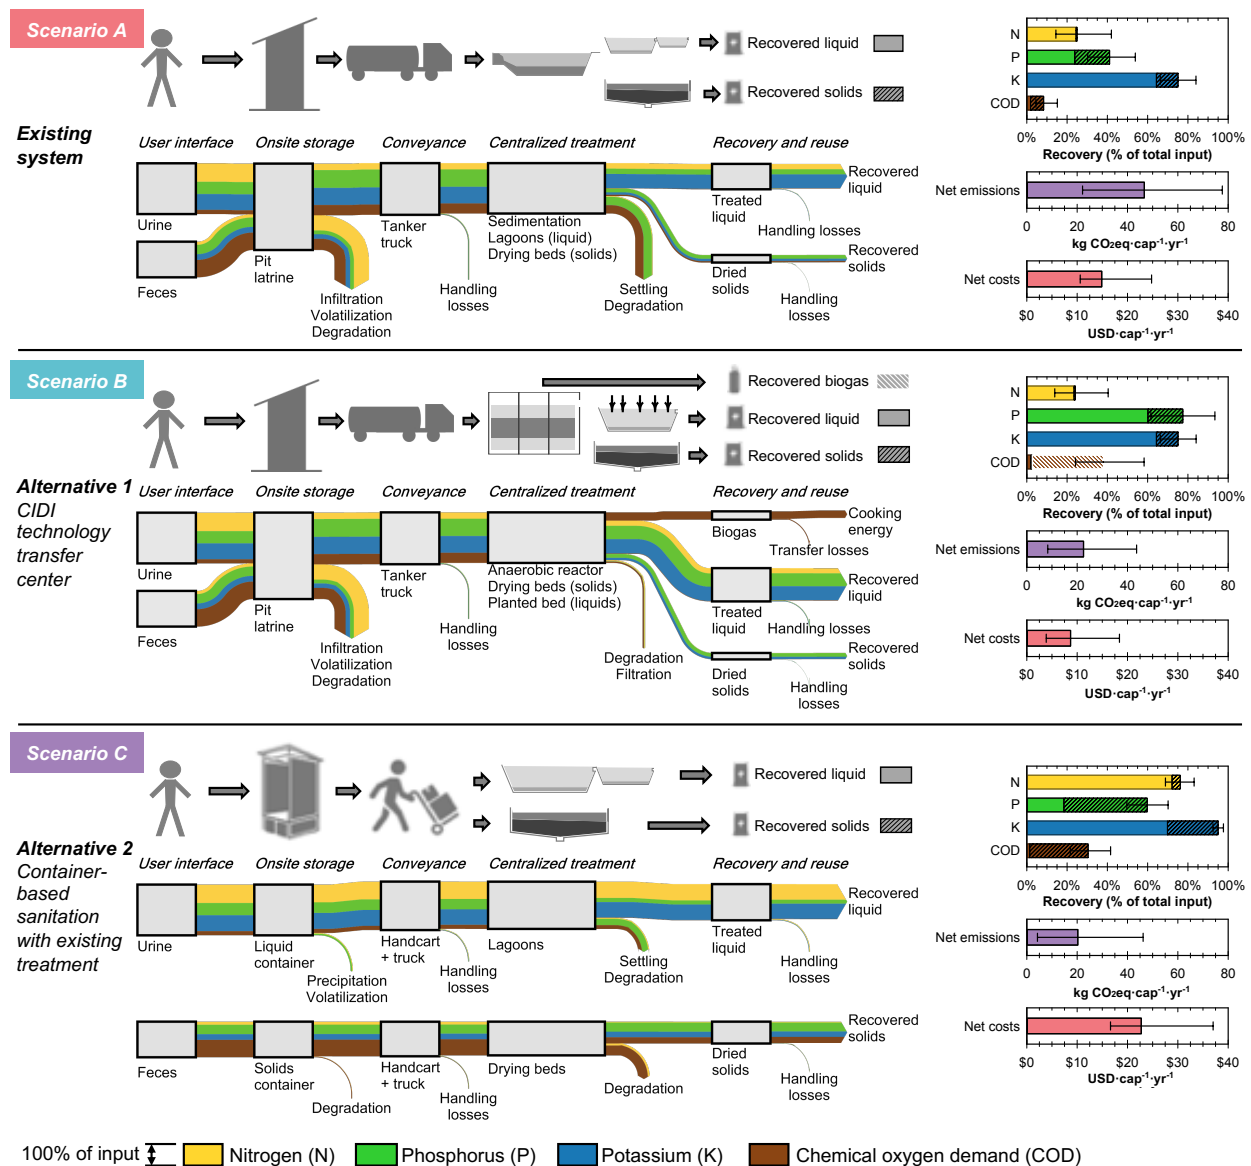 Scenario A
Recovered liquid
Recovered solids
Existing
system
User interface
Onsite storage
Conveyance
Centralized treatment
Recovery and reuse
Urine
Feces
Pit
latrine
Infiltration
Volatilization
Degradation
Tanker
truck
Handling
losses
Sedimentation
Lagoons (liquid)
Drying beds (solids)
Settling
Degradation
Treated
liquid
Handling losses
Dried
solids
Handling
losses
Recovered
liquid
Recovered
solids
N
P
K
COD
0% 20% 40% 60% 80% 100%
Recovery (% of total input)
Net emissions
0 20 40 60 80
kg CO₂eq·cap⁻¹·yr⁻¹
Net costs
$0 $10 $20 $30 $40
USD·cap⁻¹·yr⁻¹
Scenario B
Recovered biogas
Recovered liquid
Recovered solids
Alternative 1
CIDI
technology
transfer
center
User interface
Onsite storage
Conveyance
Centralized treatment
Recovery and reuse
Urine
Feces
Pit
latrine
Infiltration
Volatilization
Degradation
Tanker
truck
Handling
losses
Anaerobic reactor
Drying beds (solids)
Planted bed (liquids)
Degradation
Filtration
Biogas
Transfer losses
Treated
liquid
Handling losses
Dried
solids
Handling
losses
Cooking
energy
Recovered
liquid
Recovered
solids
N
P
K
COD
0% 20% 40% 60% 80% 100%
Recovery (% of total input)
Net emissions
0 20 40 60 80
kg CO₂eq·cap⁻¹·yr⁻¹
Net costs
$0 $10 $20 $30 $40
USD·cap⁻¹·yr⁻¹
Scenario C
Recovered liquid
Recovered solids
Alternative 2
Container-
based
sanitation
with existing
treatment
User interface
Onsite storage
Conveyance
Centralized treatment
Recovery and reuse
Urine
Liquid
container
Precipitation
Volatilization
Handcart
+ truck
Handling
losses
Lagoons
Settling
Degradation
Treated
liquid
Handling
losses
Recovered
liquid
Feces
Solids
container
Degradation
Handcart
+ truck
Handling
losses
Drying beds
Degradation
Dried
solids
Handling
losses
Recovered
solids
N
P
K
COD
0% 20% 40% 60% 80% 100%
Recovery (% of total input)
Net emissions
0 20 40 60 80
kg CO₂eq·cap⁻¹·yr⁻¹
Net costs
$0 $10 $20 $30 $40
USD·cap⁻¹·yr⁻¹
100% of input
Nitrogen (N)
Phosphorus (P)
Potassium (K)
Chemical oxygen demand (COD)